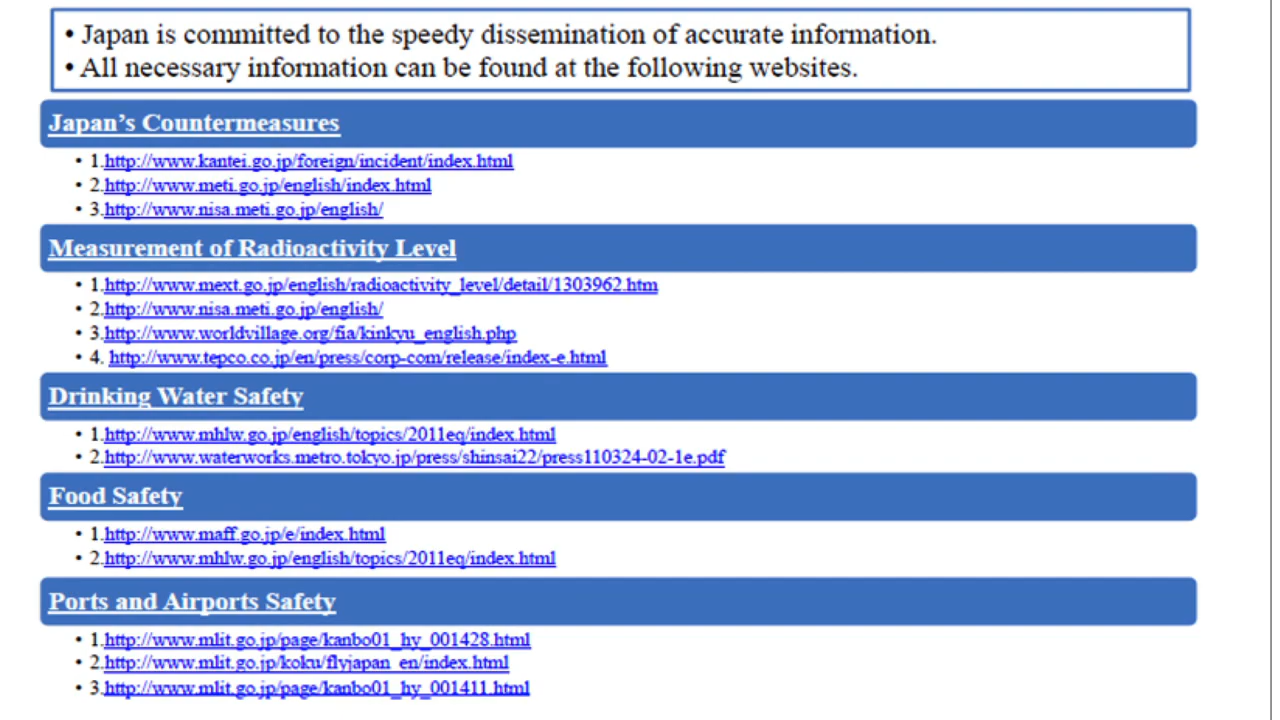 • Japan is committed to the speedy dissemination of accurate information.
• All necessary information can be found at the following websites.
Japan's Countermeasures
• 1.http://www.kantei.go.jp/foreign/incident/index.html
• 2.http://www.meti.go.jp/english/index.html
• 3.http://www.nisa.meti.go.jp/english/
Measurement of Radioactivity Level
• 1.http://www.mext.go.jp/english/radioactivity_level/detail/1303962.htm
• 2.http://www.nisa.meti.go.jp/english/
• 3.http://www.worldvillage.org/fia/kinkyu_english.php
• 4. http://www.tepco.co.jp/en/press/corp-com/release/index-e.html
Drinking Water Safety
• 1.http://www.mhlw.go.jp/english/topics/2011eq/index.html
• 2.http://www.waterworks.metro.tokyo.jp/press/shinsai22/press110324-02-1e.pdf
Food Safety
• 1.http://www.maff.go.jp/e/index.html
• 2.http://www.mhlw.go.jp/english/topics/2011eq/index.html
Ports and Airports Safety
• 1.http://www.mlit.go.jp/page/kanbo01_hy_001428.html
• 2.http://www.mlit.go.jp/koku/flyjapan_en/index.html
• 3.http://www.mlit.go.jp/page/kanbo01_hy_001411.html